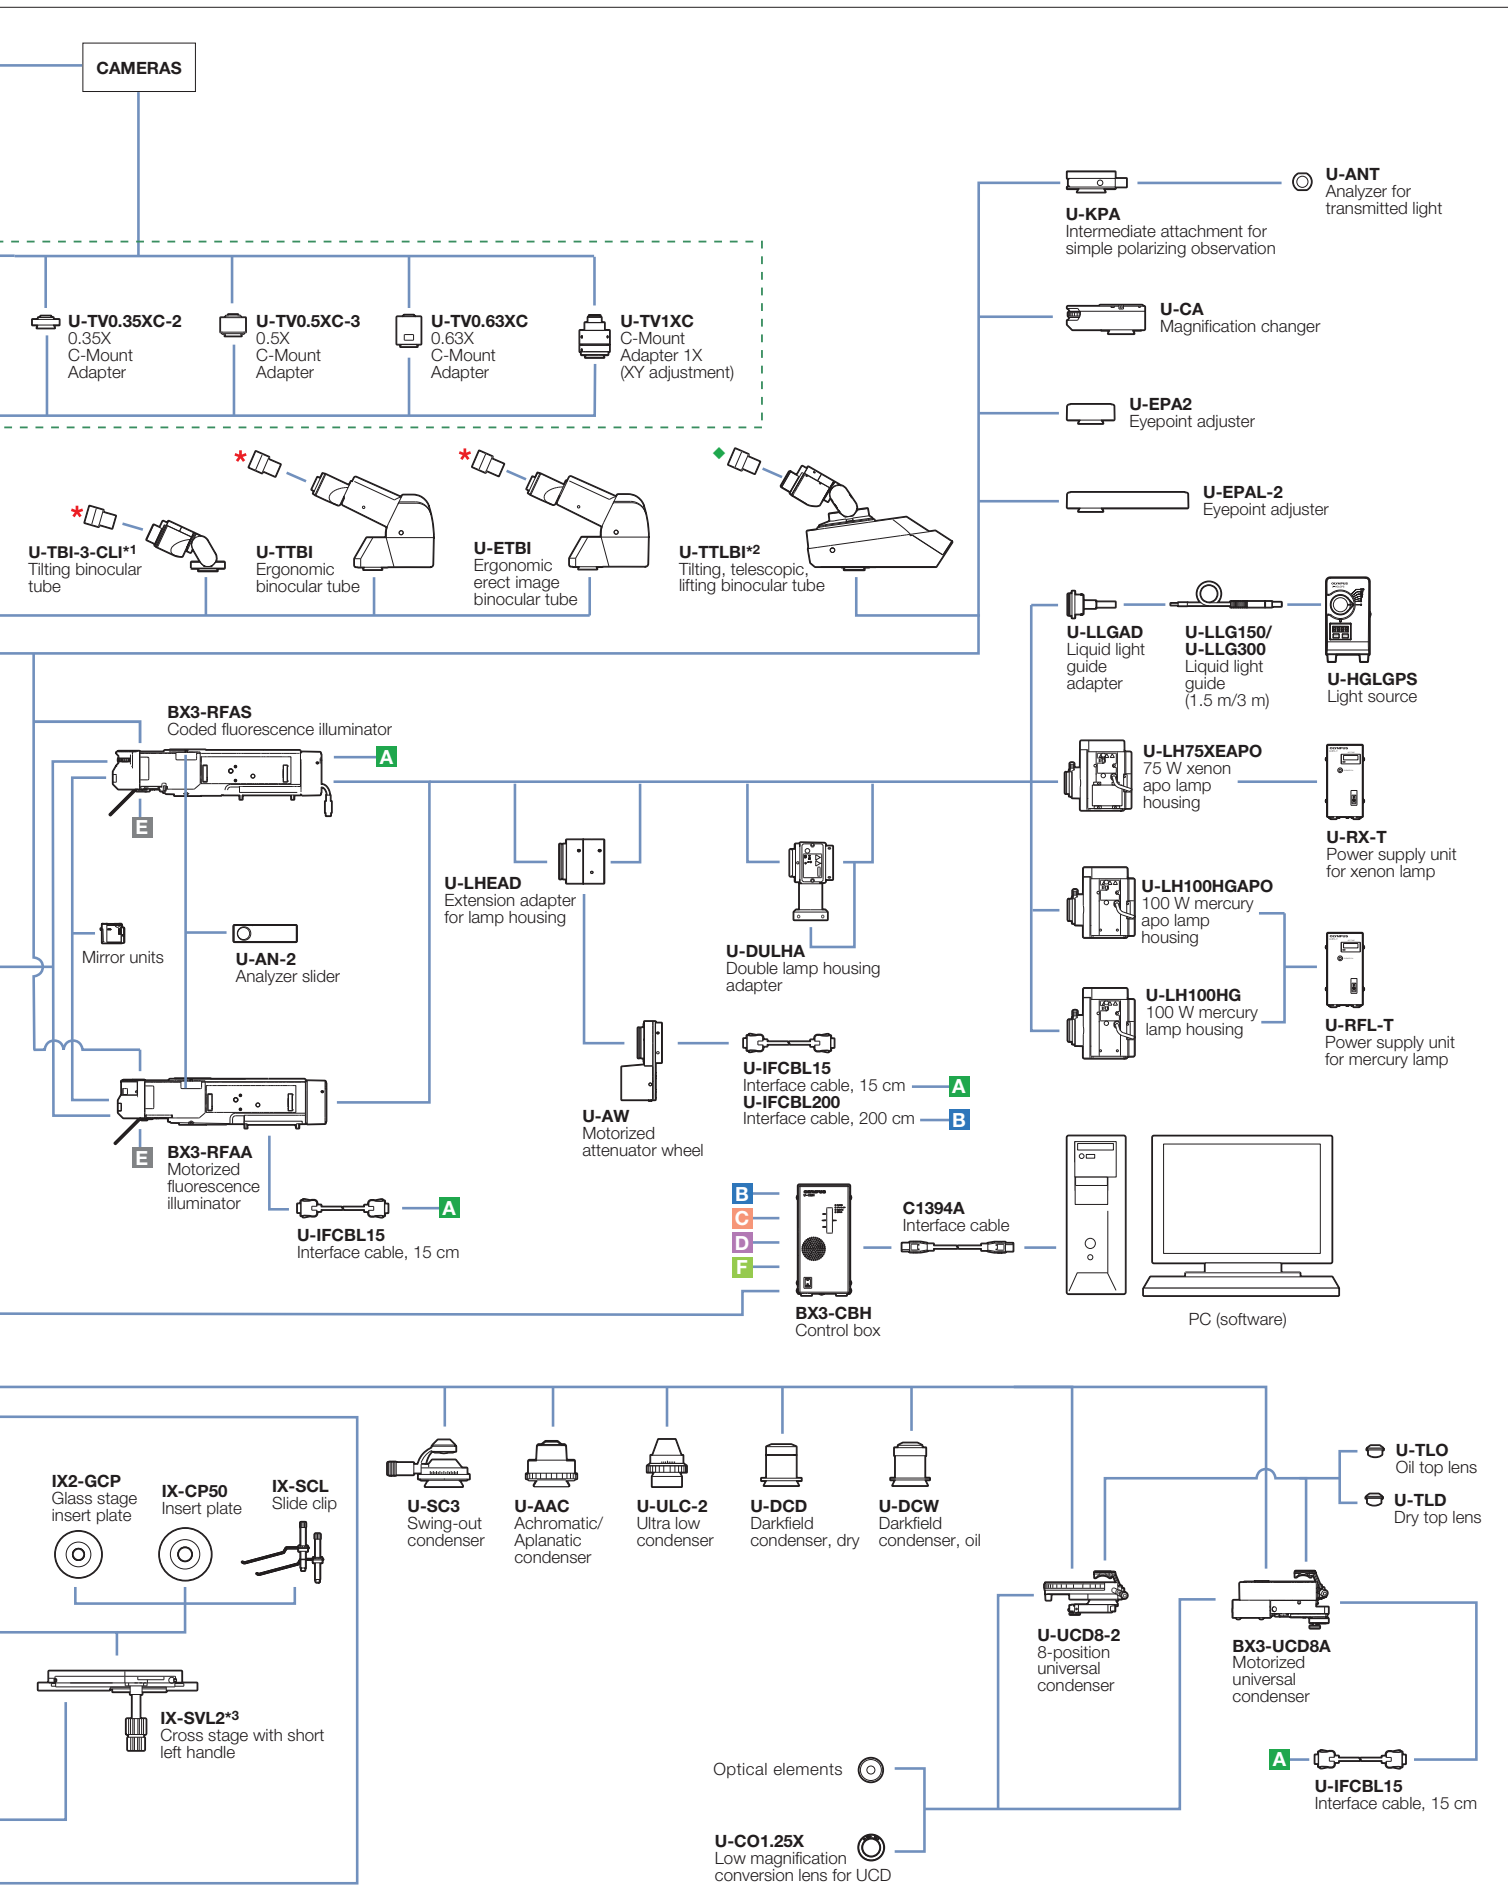 CAMERAS
U-ANT
Analyzer for
transmitted light
U-KPA
Intermediate attachment for
simple polarizing observation
U-CA
Magnification changer
U-TV0.35XC-2
0.35X
C-Mount
Adapter
U-TV0.5XC-3
0.5X
C-Mount
Adapter
U-TV0.63XC
0.63X
C-Mount
Adapter
U-TV1XC
C-Mount
Adapter 1X
(XY adjustment)
U-EPA2
Eyepoint adjuster
U-EPAL-2
Eyepoint adjuster
*
*
*
U-TBI-3-CLI*1
Tilting binocular
tube
U-TTBI
Ergonomic
binocular tube
U-ETBI
Ergonomic
erect image
binocular tube
U-TTLBI*2
Tilting, telescopic,
lifting binocular tube
U-LLGAD
Liquid light
guide
adapter
U-LLG150/
U-LLG300
Liquid light
guide
(1.5 m/3 m)
U-HGLGPS
Light source
BX3-RFAS
Coded fluorescence illuminator
A
E
U-LH75XEAPO
75 W xenon
apo lamp
housing
U-RX-T
Power supply unit
for xenon lamp
U-LHEAD
Extension adapter
for lamp housing
U-LH100HGAPO
100 W mercury
apo lamp
housing
Mirror units
U-AN-2
Analyzer slider
U-DULHA
Double lamp housing
adapter
U-LH100HG
100 W mercury
lamp housing
U-RFL-T
Power supply unit
for mercury lamp
U-IFCBL15
Interface cable, 15 cm
A
U-IFCBL200
Interface cable, 200 cm
B
U-AW
Motorized
attenuator wheel
E
BX3-RFAA
Motorized
fluorescence
illuminator
A
U-IFCBL15
Interface cable, 15 cm
B
C
D
F
C1394A
Interface cable
BX3-CBH
Control box
PC (software)
IX2-GCP
Glass stage
insert plate
IX-CP50
Insert plate
IX-SCL
Slide clip
U-SC3
Swing-out
condenser
U-AAC
Achromatic/
Aplanatic
condenser
U-ULC-2
Ultra low
condenser
U-DCD
Darkfield
condenser, dry
U-DCW
Darkfield
condenser, oil
U-TLO
Oil top lens
U-TLD
Dry top lens
U-UCD8-2
8-position
universal
condenser
BX3-UCD8A
Motorized
universal
condenser
IX-SVL2*3
Cross stage with short
left handle
A
U-IFCBL15
Interface cable, 15 cm
Optical elements
U-CO1.25X
Low magnification
conversion lens for UCD